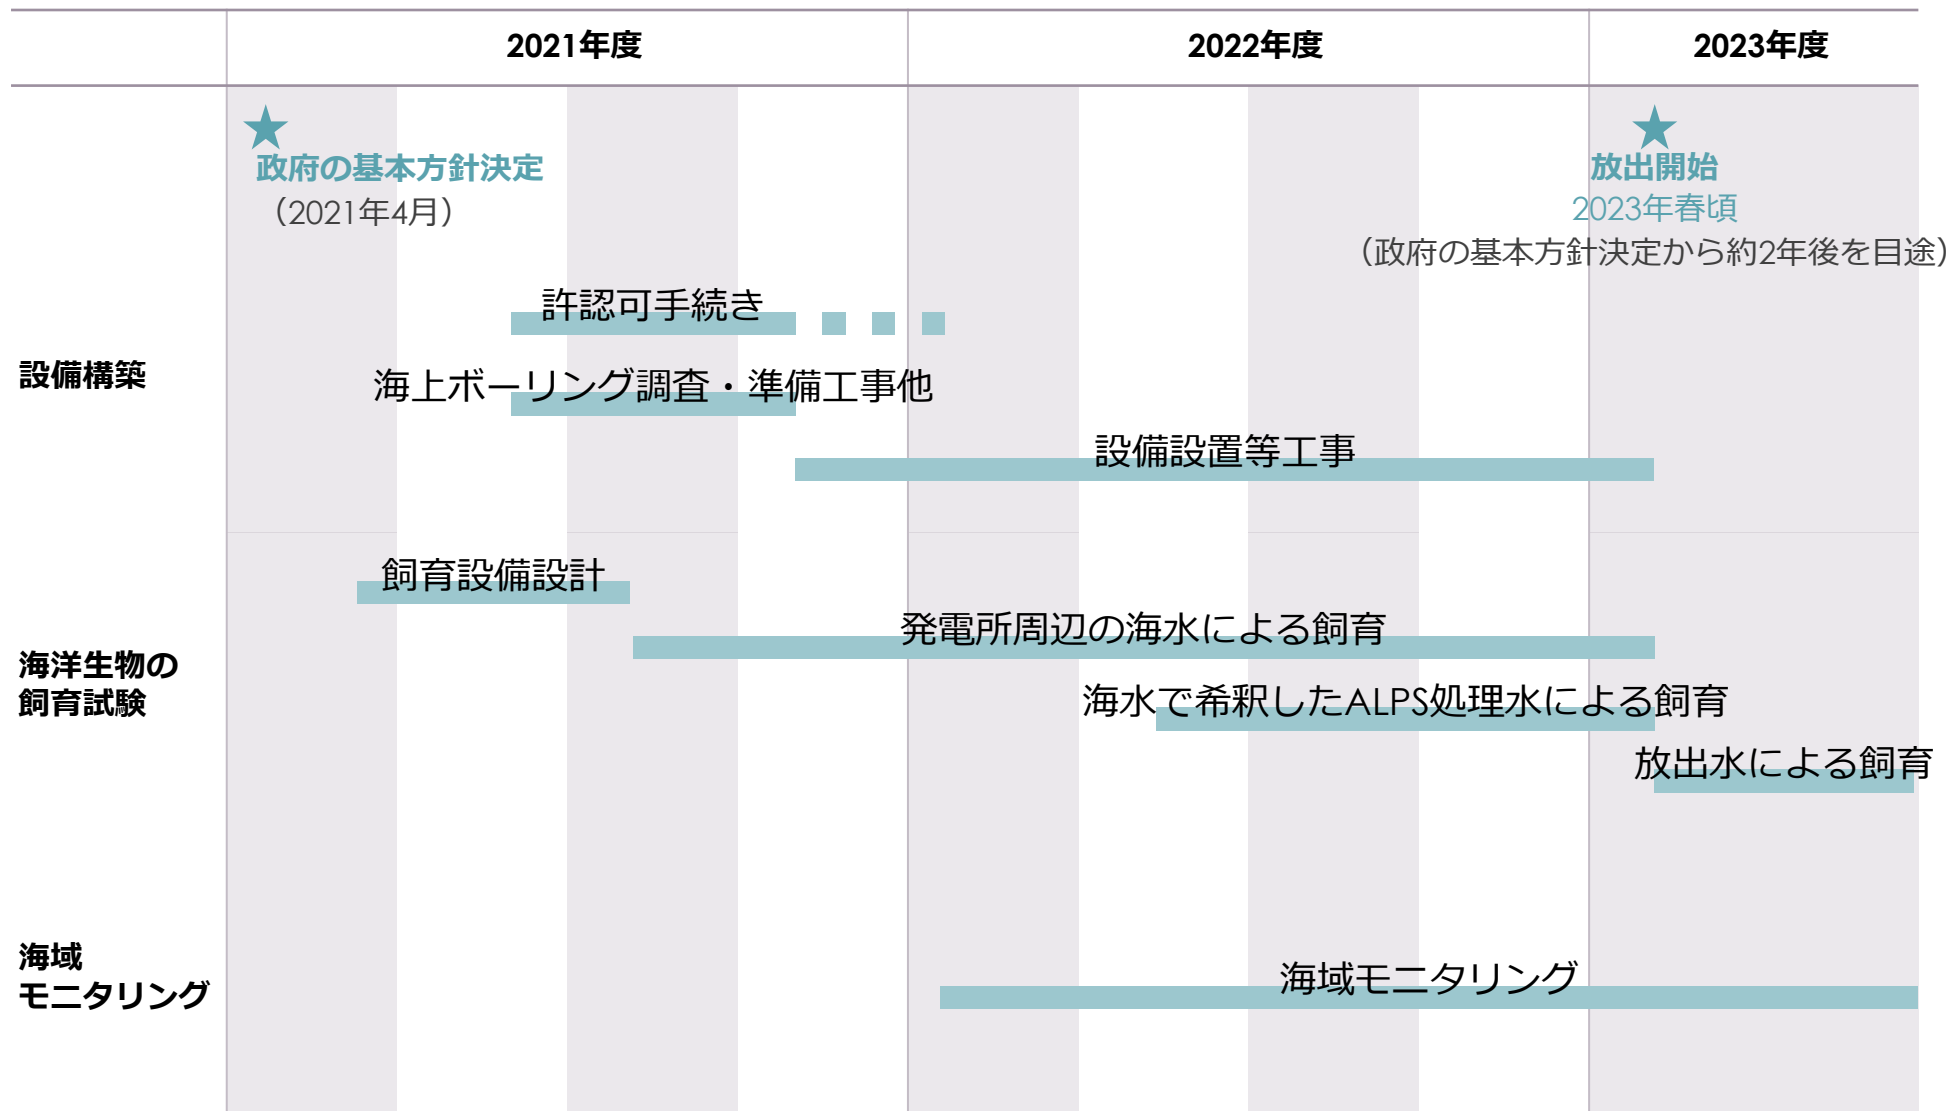 2021年度
2022年度
2023年度
政府の基本方針決定
（2021年4月）
放出開始
2023年春頃
（政府の基本方針決定から約2年後を目途）
設備構築
許認可手続き
海上ボーリング調査・準備工事他
設備設置等工事
海洋生物の
飼育試験
飼育設備設計
発電所周辺の海水による飼育
海水で希釈したALPS処理水による飼育
放出水による飼育
海域
モニタリング
海域モニタリング